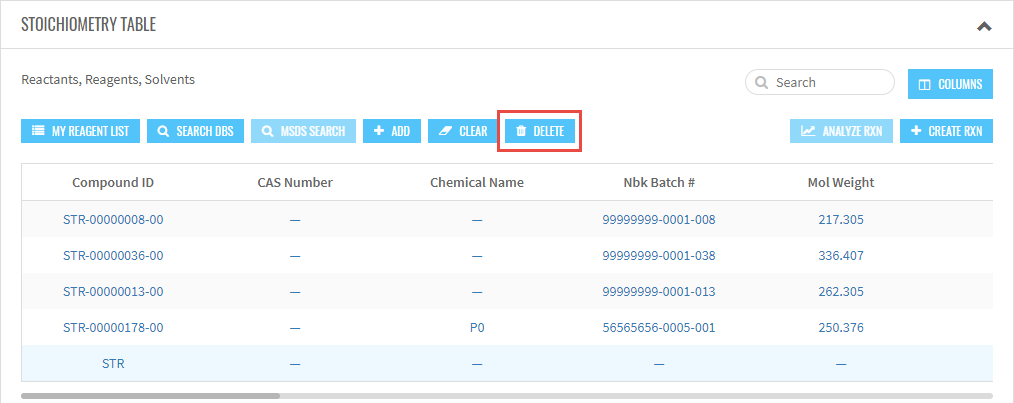 STOICHIOMETRY TABLE
Reactants, Reagents, Solvents
Search
COLUMNS
MY REAGENT LIST SEARCH DBS MSDS SEARCH ADD CLEAR DELETE ANALYZE RXN CREATE RXN
Compound ID CAS Number Chemical Name Nbk Batch # Mol Weight
STR-00000008-00 — — 99999999-0001-008 217.305
STR-00000036-00 — — 99999999-0001-038 336.407
STR-00000013-00 — — 99999999-0001-013 262.305
STR-00000178-00 — P0 56565656-0005-001 250.376
STR — — — —